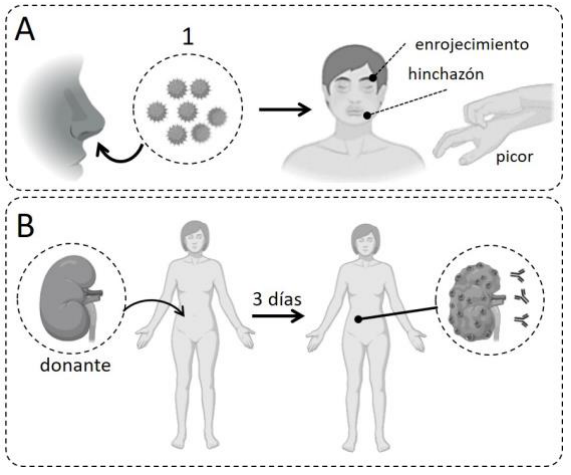 A
1
enrojecimiento
hinchazón
picor
B
3 días
donante